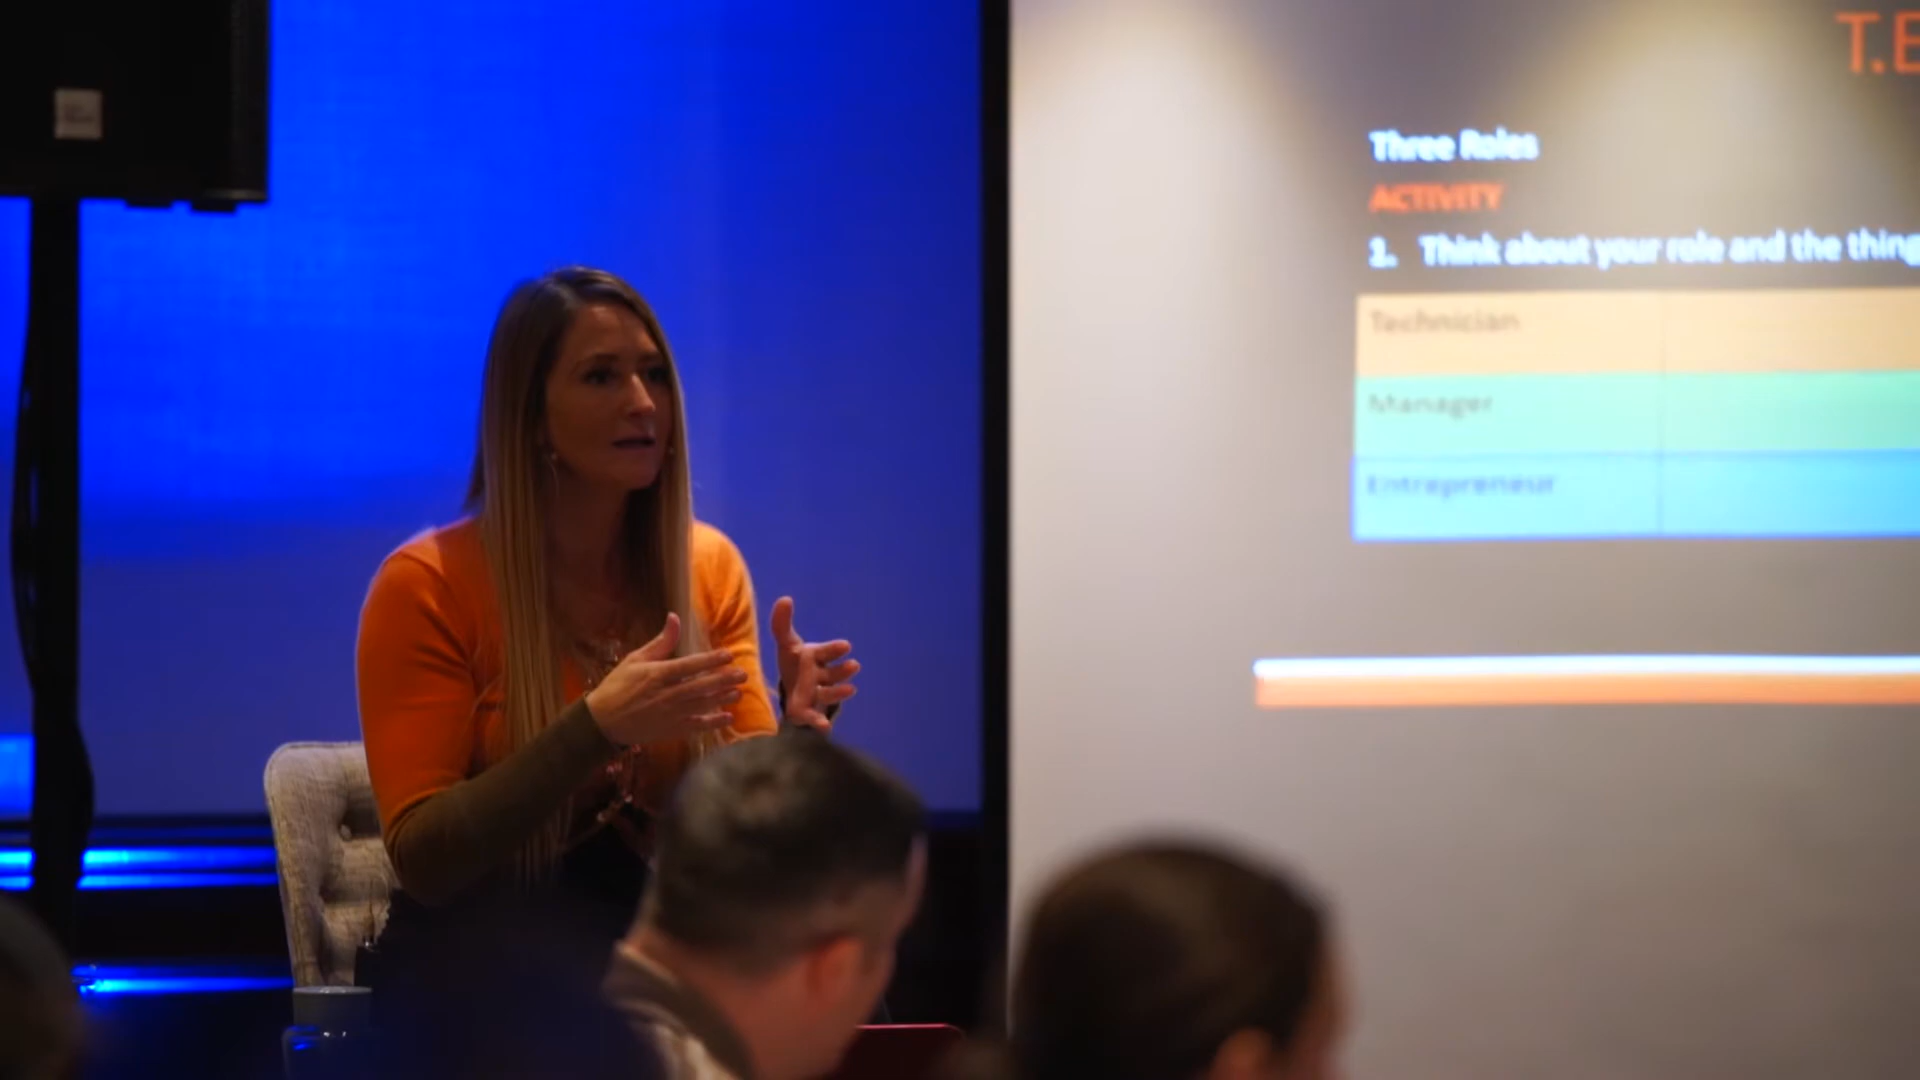 T.E
Three Roles
ACTIVITY
1. Think about your role and the thing
Technician
Manager
Entrepreneur